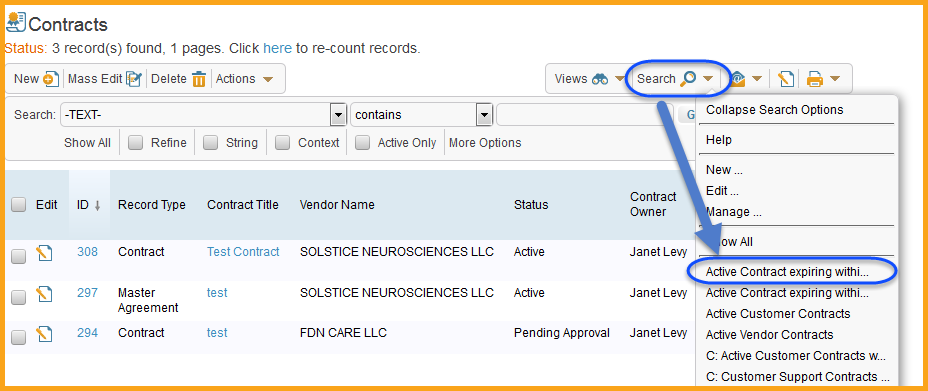 Contracts
Status: 3 record(s) found, 1 pages. Click here to re-count records.
New Mass Edit Delete Actions Views Search
Search: -TEXT- contains G
Show All Refine String Context Active Only More Options
Collapse Search Options
Help
New ...
Edit ...
Manage ...
Show All
Active Contract expiring withi...
Active Contract expiring withi...
Active Customer Contracts
Active Vendor Contracts
C: Active Customer Contracts w...
C: Customer Support Contracts ...
Edit ID Record Type Contract Title Vendor Name Status Contract Owner
308 Contract Test Contract SOLSTICE NEUROSCIENCES LLC Active Janet Levy
297 Master Agreement test SOLSTICE NEUROSCIENCES LLC Active Janet Levy
294 Contract test FDN CARE LLC Pending Approval Janet Levy